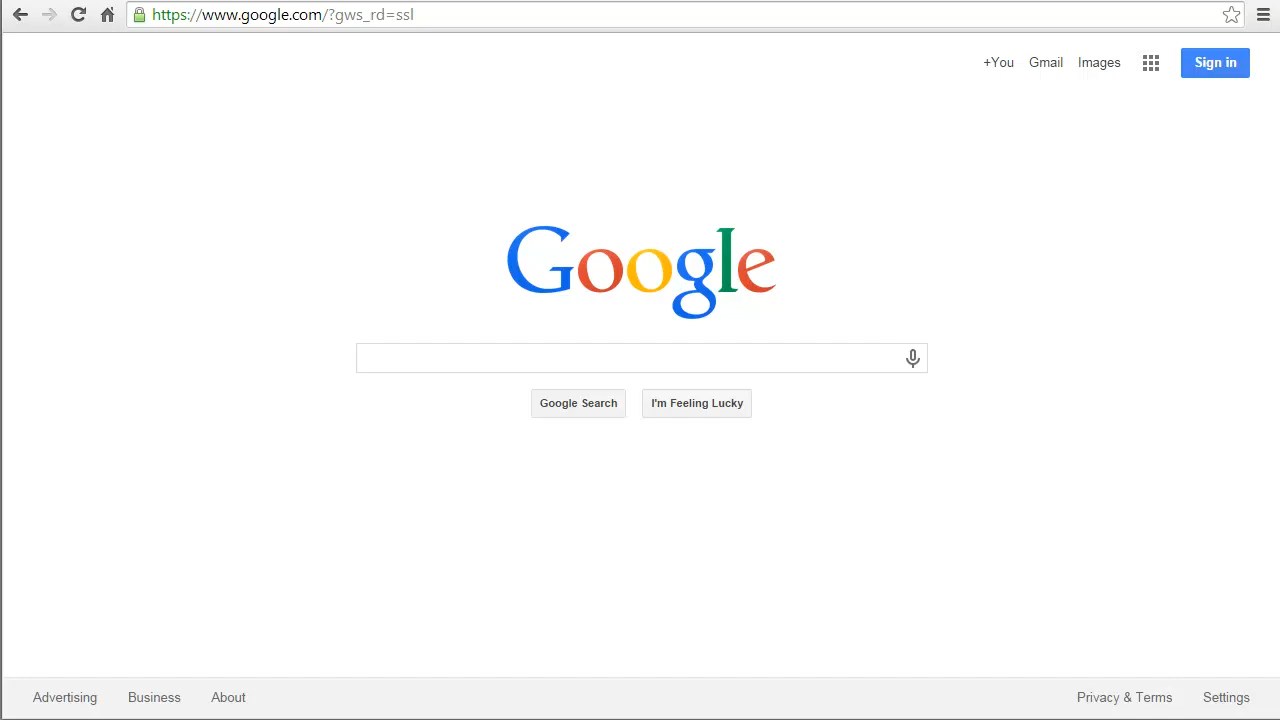 https://www.google.com/?gws_rd=ssl
+You Gmail Images Sign in
Google
Google Search I'm Feeling Lucky
Advertising Business About Privacy & Terms Settings